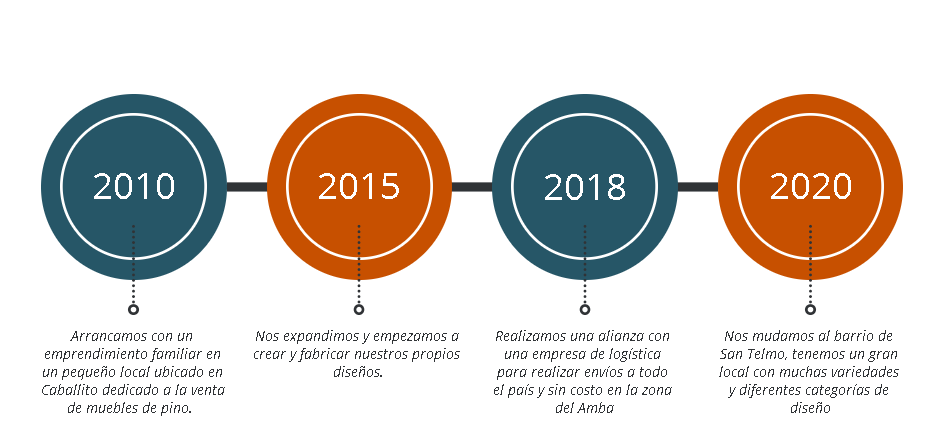 2010
Arrancamos con un
emprendimiento familiar en
un pequeño local ubicado en
Caballito dedicado a la venta
de muebles de pino.
2015
Nos expandimos y empezamos a
crear y fabricar nuestros propios
diseños.
2018
Realizamos una alianza con
una empresa de logística
para realizar envíos a todo
el país y sin costo en la zona
del Amba
2020
Nos mudamos al barrio de
San Telmo, tenemos un gran
local con muchas variedades
y diferentes categorías de
diseño